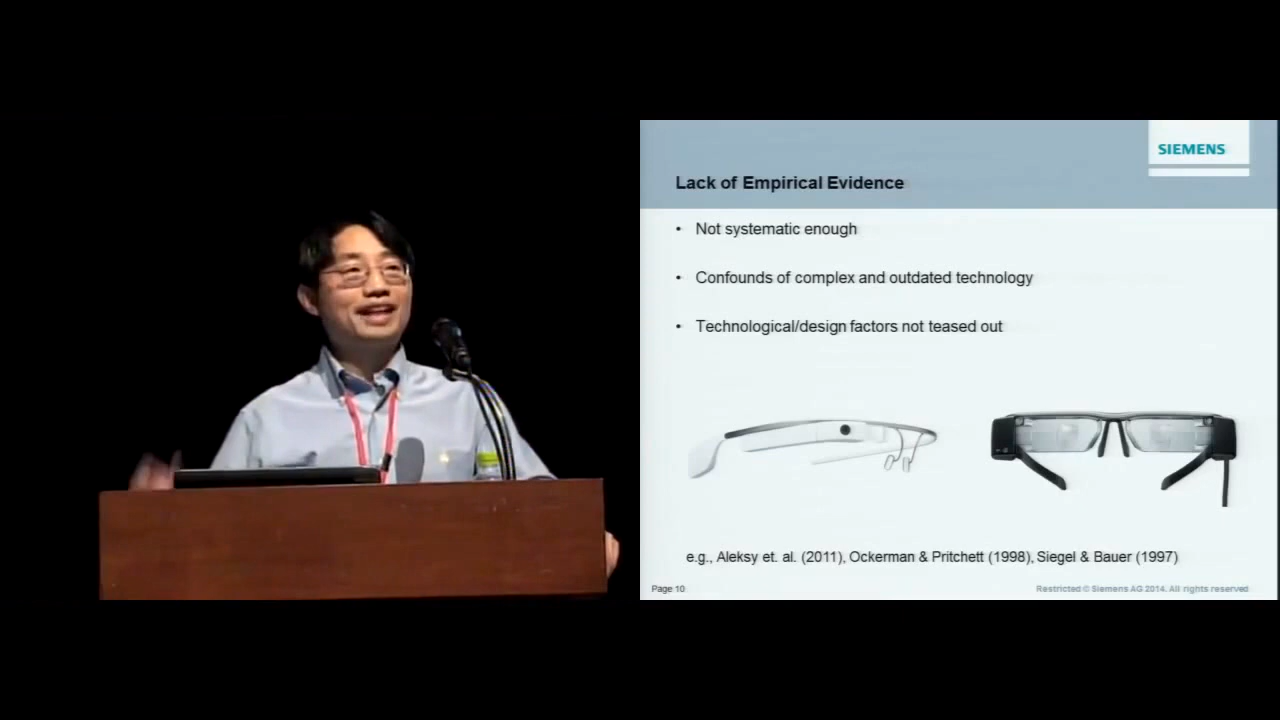 SIEMENS
Lack of Empirical Evidence
• Not systematic enough
• Confounds of complex and outdated technology
• Technological/design factors not teased out
e.g., Aleksy et. al. (2011), Ockerman & Pritchett (1998), Siegel & Bauer (1997)
Page 10
Restricted © Siemens AG 2014. All rights reserved